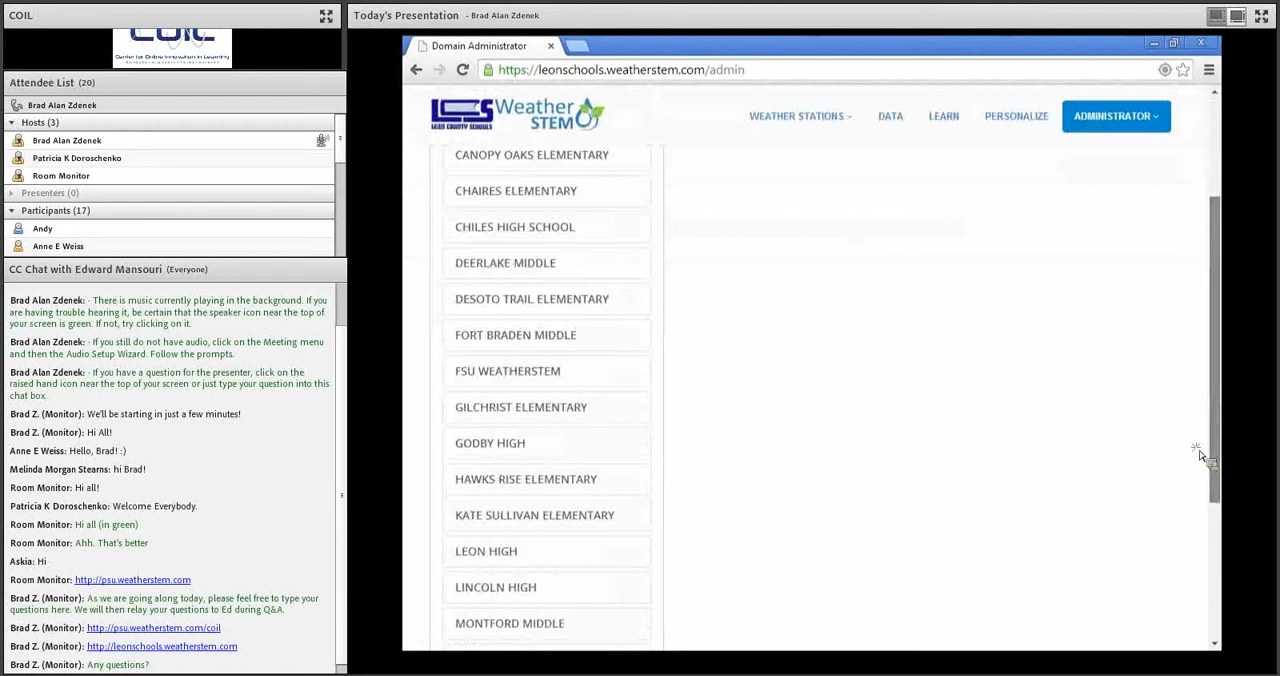 COIL
COIL
Center for Online Innovation in Learning
Attendee List (20)
Brad Alan Zdenek
Hosts (3)
Brad Alan Zdenek
Patricia K Doroschenko
Room Monitor
Presenters (0)
Participants (17)
Andy
Anne E Weiss
CC Chat with Edward Mansouri (Everyone)
Brad Alan Zdenek: · There is music currently playing in the background. If you
are having trouble hearing it, be certain that the speaker icon near the top of
your screen is green. If not, try clicking on it.
Brad Alan Zdenek: · If you still do not have audio, click on the Meeting menu
and then the Audio Setup Wizard. Follow the prompts.
Brad Alan Zdenek: · If you have a question for the presenter, click on the
raised hand icon near the top of your screen or just type your question into this
chat box.
Brad Z. (Monitor): We'll be starting in just a few minutes!
Brad Z. (Monitor): Hi All!
Anne E Weiss: Hello, Brad! :)
Melinda Morgan Stearns: hi Brad!
Room Monitor: Hi all!
Patricia K Doroschenko: Welcome Everybody.
Room Monitor: Hi all (in green)
Room Monitor: Ahh. That's better
Askia: Hi
Room Monitor: http://psu.weatherstem.com
Brad Z. (Monitor): As we are going along today, please feel free to type your
questions here. We will then relay your questions to Ed during Q&A.
Brad Z. (Monitor): http://psu.weatherstem.com/coil
Brad Z. (Monitor): http://leonschools.weatherstem.com
Brad Z. (Monitor): Any questions?
Today's Presentation - Brad Alan Zdenek
Domain Administrator
https://leonschools.weatherstem.com/admin
LCS Weather
LEON COUNTY SCHOOLS STEM
WEATHER STATIONS
DATA
LEARN
PERSONALIZE
ADMINISTRATOR
CANOPY OAKS ELEMENTARY
CHAIRES ELEMENTARY
CHILES HIGH SCHOOL
DEERLAKE MIDDLE
DESOTO TRAIL ELEMENTARY
FORT BRADEN MIDDLE
FSU WEATHERSTEM
GILCHRIST ELEMENTARY
GODBY HIGH
HAWKS RISE ELEMENTARY
KATE SULLIVAN ELEMENTARY
LEON HIGH
LINCOLN HIGH
MONTFORD MIDDLE